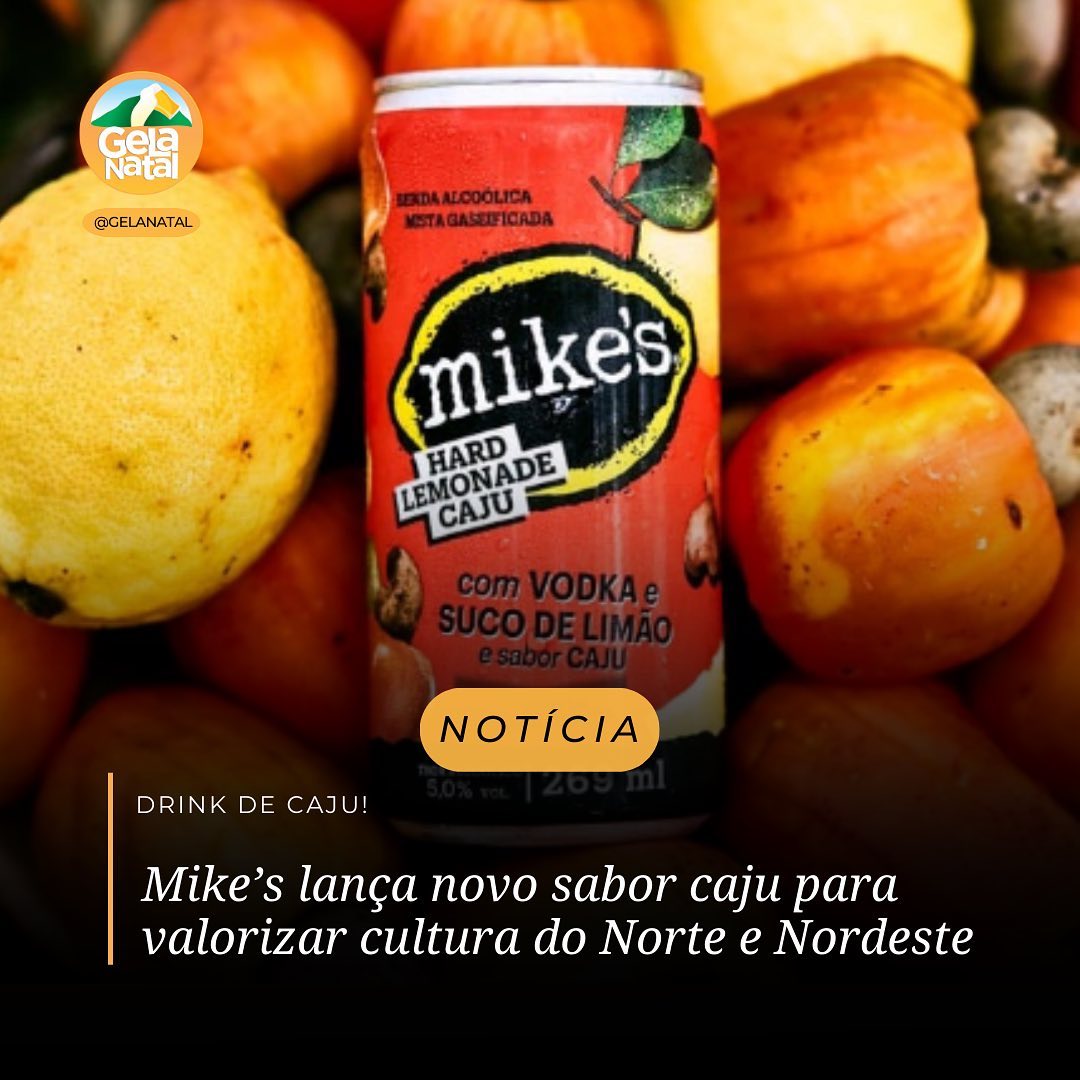 Gela
Natal
@GELANATAL
BEBIDA ALCOÓLICA
MISTA GASEIFICADA
mike's
HARD
LEMONADE
CAJU
com VODKA e
SUCO DE LIMÃO
e sabor CAJU
NOTÍCIA
5,0% VOL.
269 ml
DRINK DE CAJU!
Mike’s lança novo sabor caju para
valorizar cultura do Norte e Nordeste